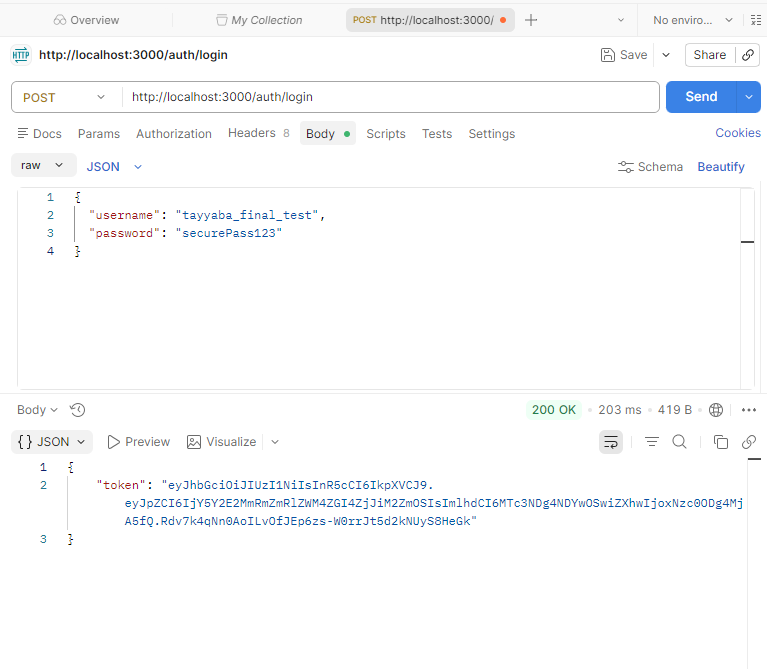 Overview
My Collection
POST http://localhost:3000/
No enviro...
HTTP http://localhost:3000/auth/login
Save
Share
POST
http://localhost:3000/auth/login
Send
Docs
Params
Authorization
Headers 8
Body
Scripts
Tests
Settings
Cookies
raw
JSON
Schema
Beautify
1 {
2 "username": "tayyaba_final_test",
3 "password": "securePass123"
4 }
Body
200 OK
203 ms
419 B
{} JSON
Preview
Visualize
1 {
2 "token": "eyJhbGciOiJIUzI1NiIsInR5cCI6IkpXVCJ9.
eyJpZCI6IjY5Y2E2MmRmZmRlZWM4ZGI4ZjJiM2ZmOSIsImlhdCI6MTc3NDg4NDYwOSwiZXhwIjoxNzc0ODg4Mj
A5fQ.Rdv7k4qNn0AoILvOfJEp6zs-W0rrJt5d2kNUyS8HeGk"
3 }